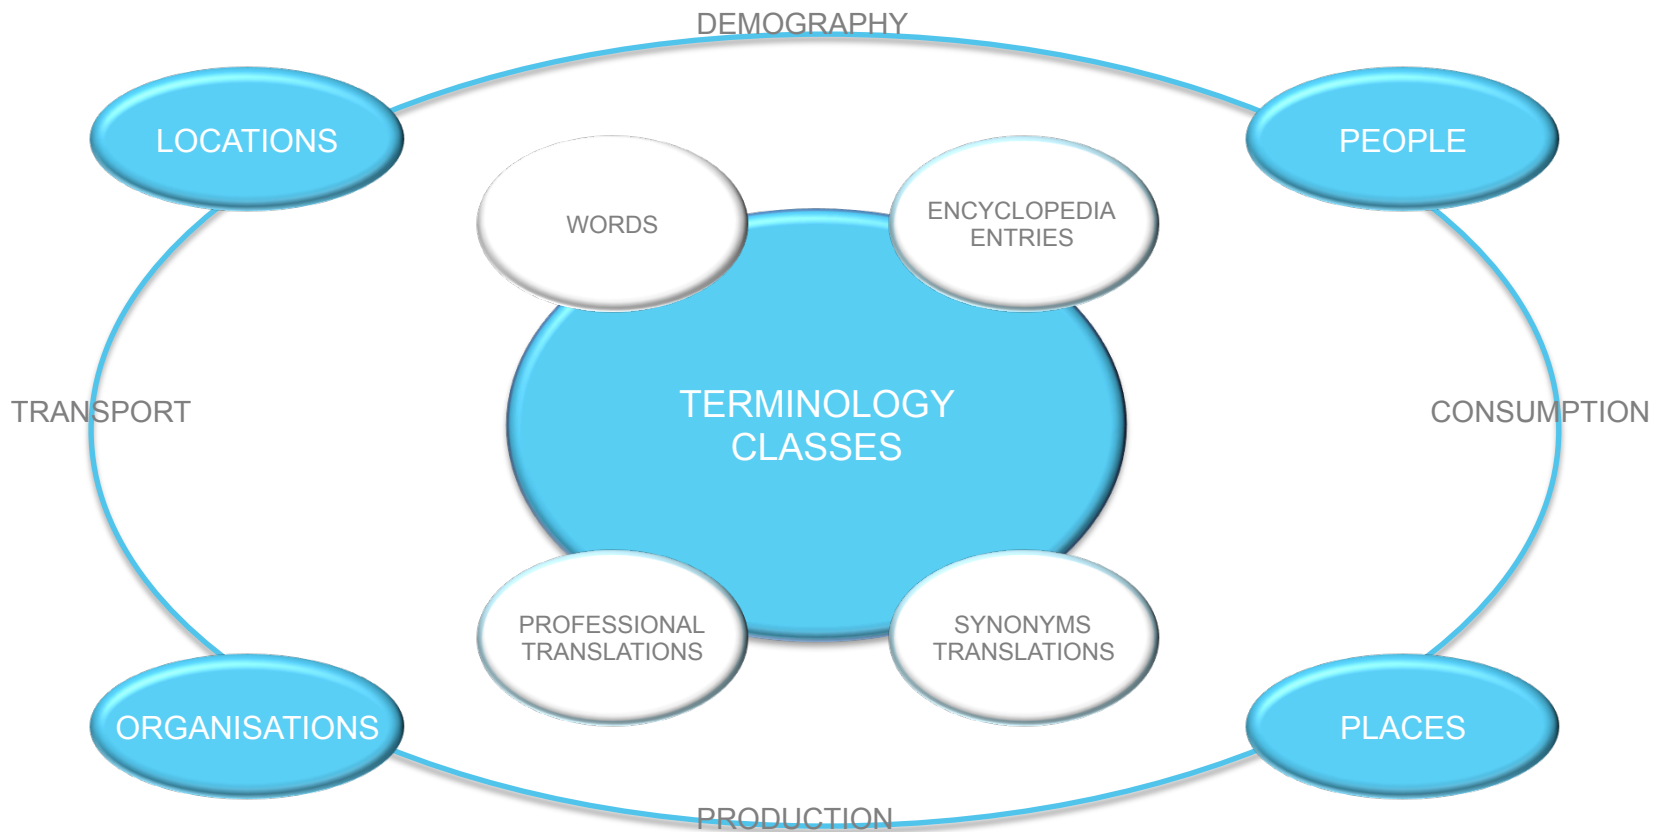 DEMOGRAPHY
LOCATIONS
PEOPLE
WORDS
ENCYCLOPEDIA
ENTRIES
TRANSPORT
TERMINOLOGY
CLASSES
CONSUMPTION
PROFESSIONAL
TRANSLATIONS
SYNONYMS
TRANSLATIONS
ORGANISATIONS
PLACES
PRODUCTION